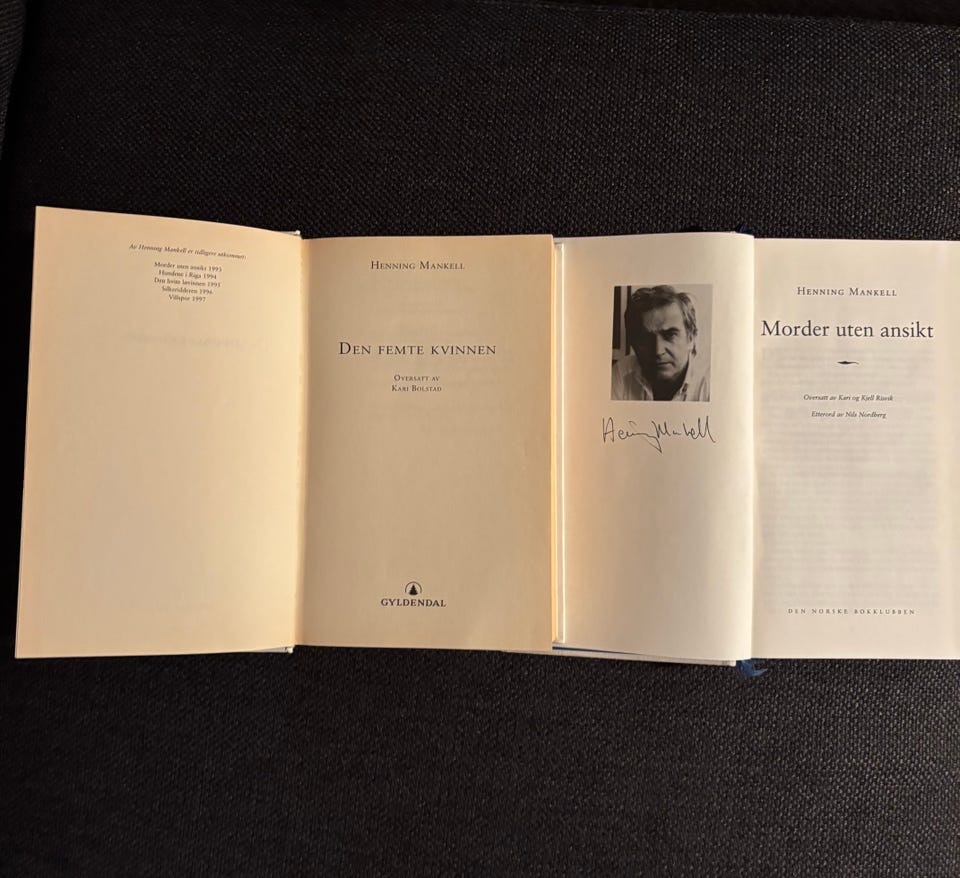 Av Henning Mankell er tidligere utkommet:
Morder uten ansikt 1993
Hundene i Riga 1994
Den hvite løvinnen 1995
Silkeridderen 1996
Villspor 1997
HENNING MANKELL
DEN FEMTE KVINNEN
OVERSATT AV
KARI BOLSTAD
GYLDENDAL
Henning Mankell
HENNING MANKELL
Morder uten ansikt
Oversatt av Kari og Kjell Risvik
Etterord av Nils Nordberg
DEN NORSKE BOKKLUBBEN